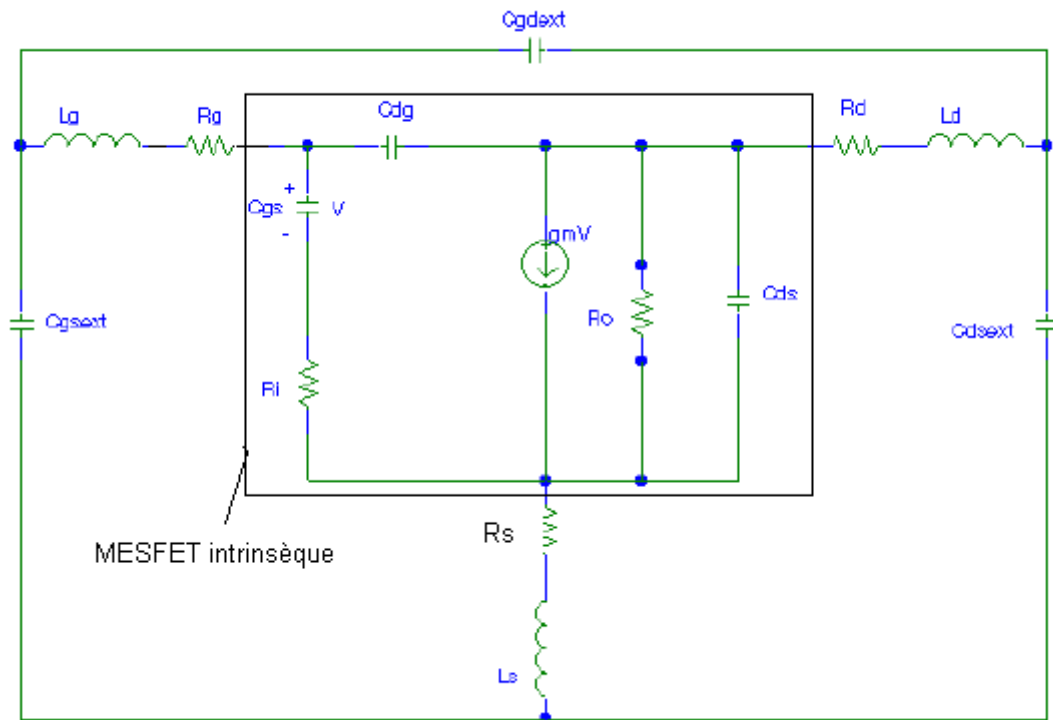 Cgdext
Lg
Rg
Cdg
Rd
Ld
+
Cgs
V
-
gmV
Ro
Cds
Cgsext
Cdsext
Ri
Rs
MESFET intrinsèque
Ls